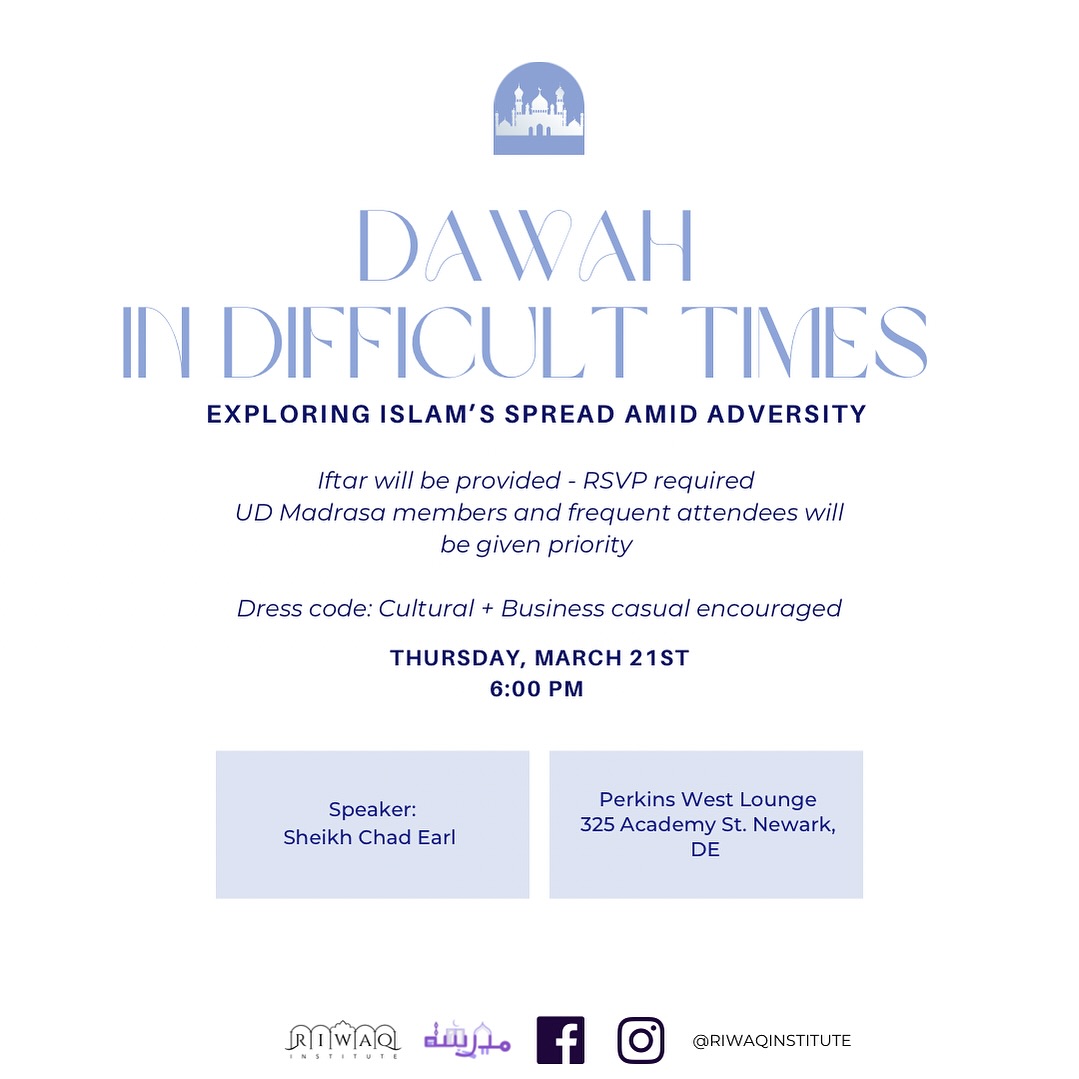 DAWAH
IN DIFFICULT TIMES
EXPLORING ISLAM'S SPREAD AMID ADVERSITY
Iftar will be provided - RSVP required
UD Madrasa members and frequent attendees will
be given priority
Dress code: Cultural + Business casual encouraged
THURSDAY, MARCH 21ST
6:00 PM
Speaker:
Sheikh Chad Earl
Perkins West Lounge
325 Academy St. Newark,
DE
RIWAQ
INSTITUTE
مدرسة
@RIWAQINSTITUTE